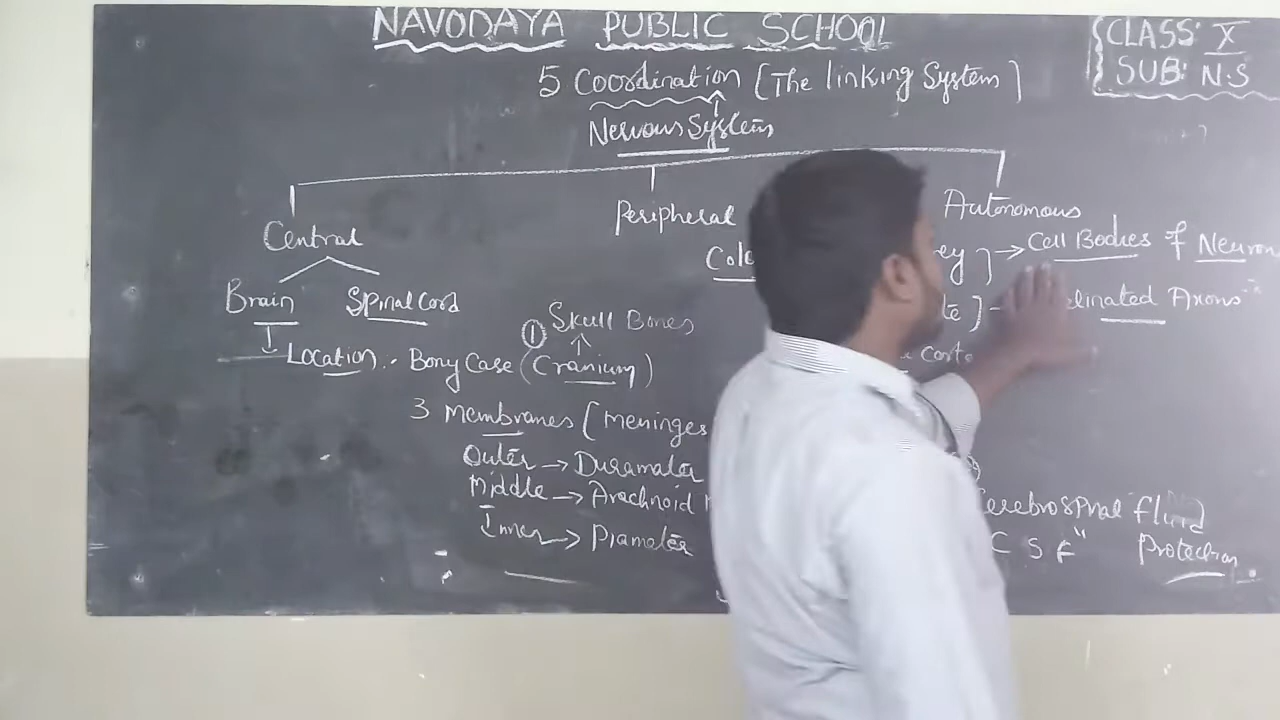 NAVODAYA PUBLIC SCHOOL
CLASS: X
SUB: N.S
5 Coordination [The linking System]
Nervous System
Central
Peripheral
Autonomous
Brain
Spinal Cord
Cell Bodies of Neuron
Axons
Skull Bones
Location:- Bony Case (Cranium)
3 Membranes [Meninges
Outer → Duramater
Middle → Arachnoid
Inner → Piamater
fluid
C S F"
Protection